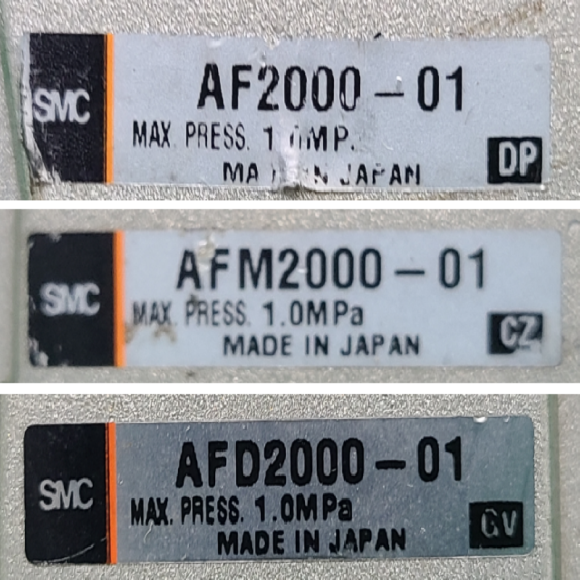 SMC
AF2000-01
MAX. PRESS.
JAPAN
DP
SMC
AFM2000-01
MAX. PRESS. 1.0MPa
MADE IN JAPAN
CZ
SMC
AFD2000-01
MAX. PRESS. 1.0MPa
MADE IN JAPAN
GV